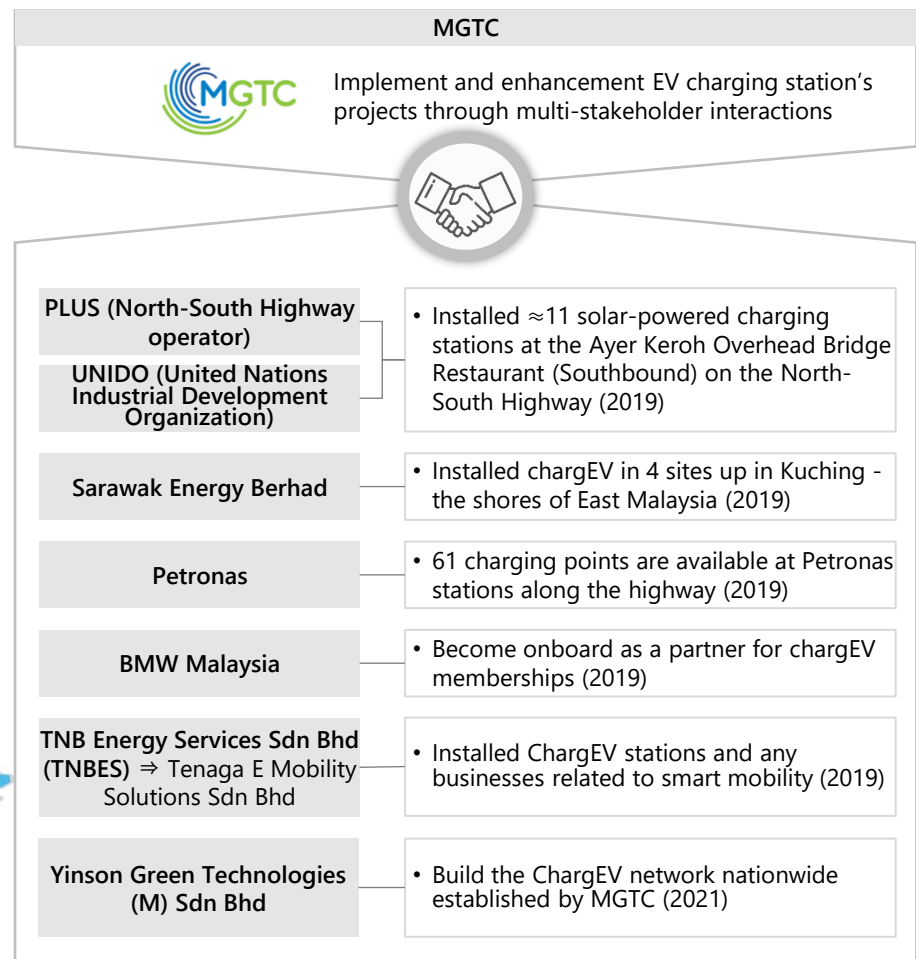 MGTC
MGTC
Implement and enhancement EV charging station's
projects through multi-stakeholder interactions
PLUS (North-South Highway
operator)
UNIDO (United Nations
Industrial Development
Organization)
• Installed ≈11 solar-powered charging
stations at the Ayer Keroh Overhead Bridge
Restaurant (Southbound) on the North-
South Highway (2019)
Sarawak Energy Berhad
• Installed chargEV in 4 sites up in Kuching -
the shores of East Malaysia (2019)
Petronas
• 61 charging points are available at Petronas
stations along the highway (2019)
BMW Malaysia
• Become onboard as a partner for chargEV
memberships (2019)
TNB Energy Services Sdn Bhd
(TNBES) ⇒ Tenaga E Mobility
Solutions Sdn Bhd
• Installed ChargEV stations and any
businesses related to smart mobility (2019)
Yinson Green Technologies
(M) Sdn Bhd
• Build the ChargEV network nationwide
established by MGTC (2021)